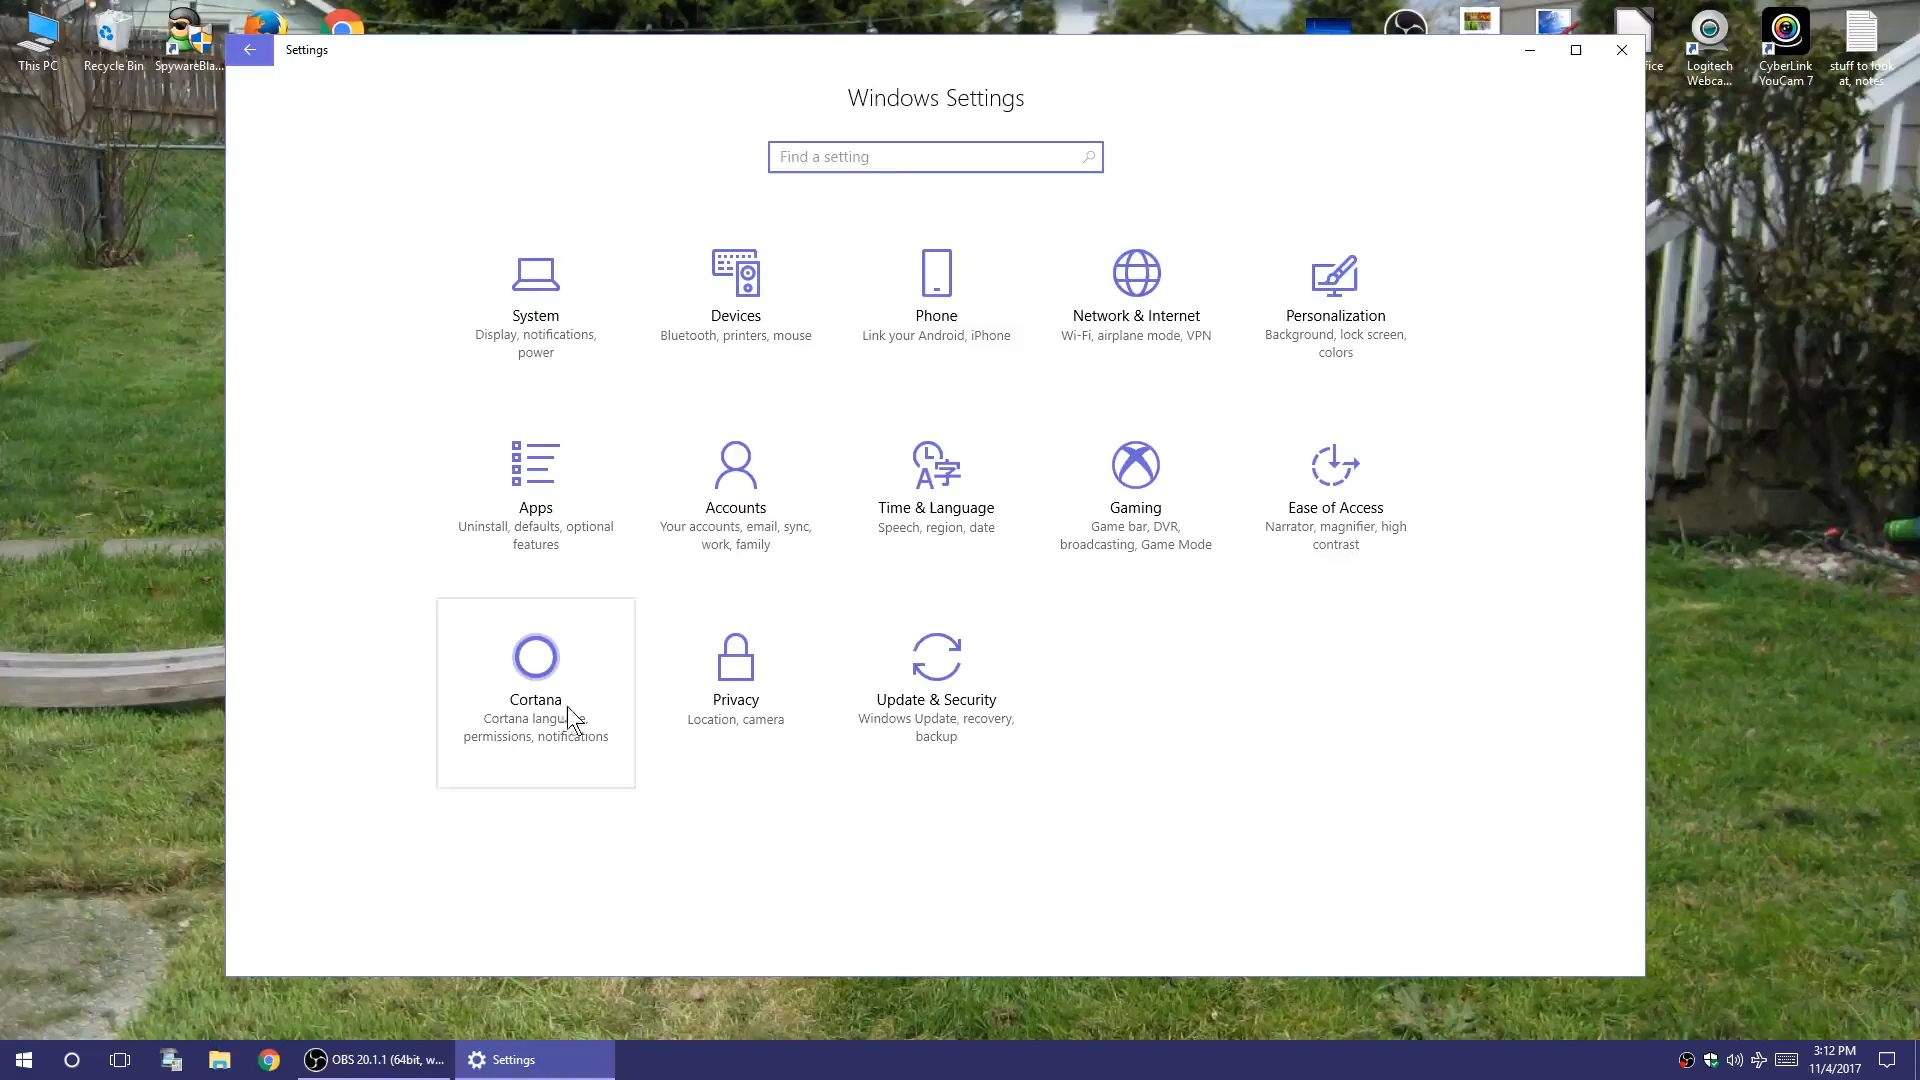 This PC
Recycle Bin
SpywareBla...
Settings
fice
Logitech
Webca...
CyberLink
YouCam 7
stuff to look
at, notes
Windows Settings
Find a setting
System
Display, notifications,
power
Devices
Bluetooth, printers, mouse
Phone
Link your Android, iPhone
Network & Internet
Wi-Fi, airplane mode, VPN
Personalization
Background, lock screen,
colors
Apps
Uninstall, defaults, optional
features
Accounts
Your accounts, email, sync,
work, family
Time & Language
Speech, region, date
Gaming
Game bar, DVR,
broadcasting, Game Mode
Ease of Access
Narrator, magnifier, high
contrast
Cortana
Cortana language,
permissions, notifications
Privacy
Location, camera
Update & Security
Windows Update, recovery,
backup
OBS 20.1.1 (64bit, w...
Settings
3:12 PM
11/4/2017